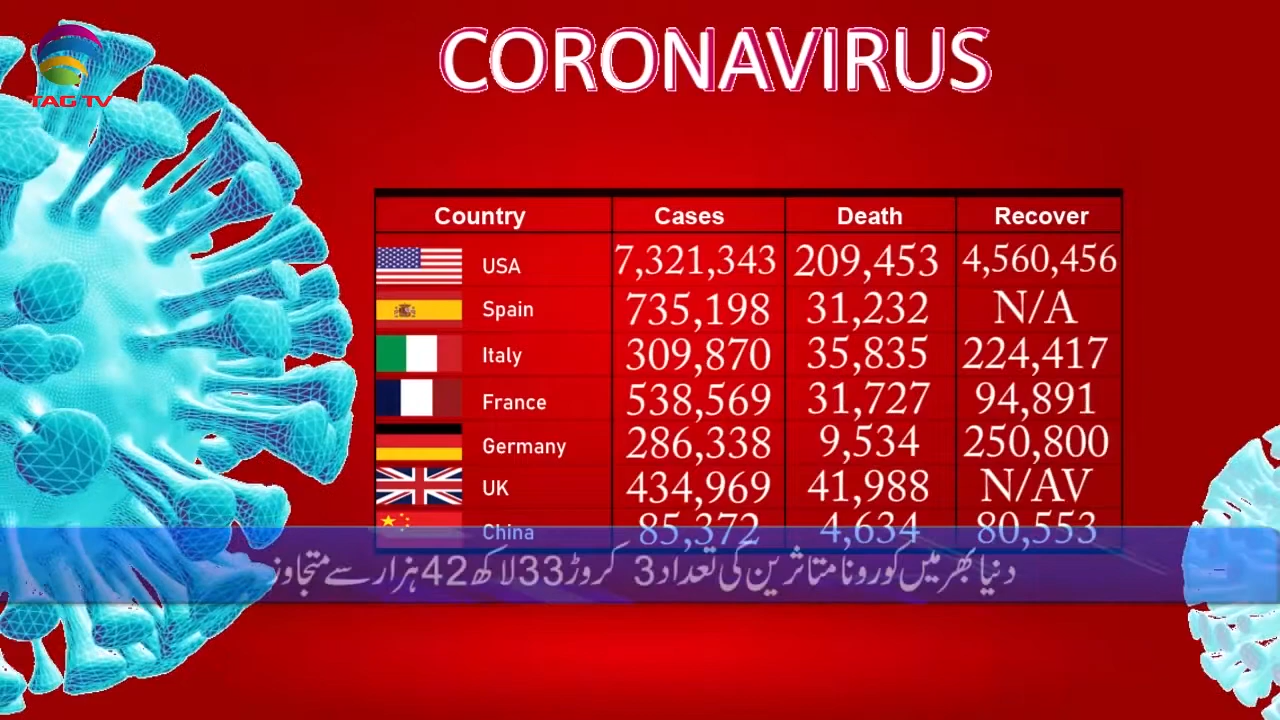 TAG TV
CORONAVIRUS
Country Cases Death Recover
USA 7,321,343 209,453 4,560,456
Spain 735,198 31,232 N/A
Italy 309,870 35,835 224,417
France 538,569 31,727 94,891
Germany 286,338 9,534 250,800
UK 434,969 41,988 N/AV
China 85,372 4,634 80,553
دنیا بھر میں کورونا متاثرین کی تعداد 3 کروڑ 33 لاکھ 42 ہزار سے متجاوز